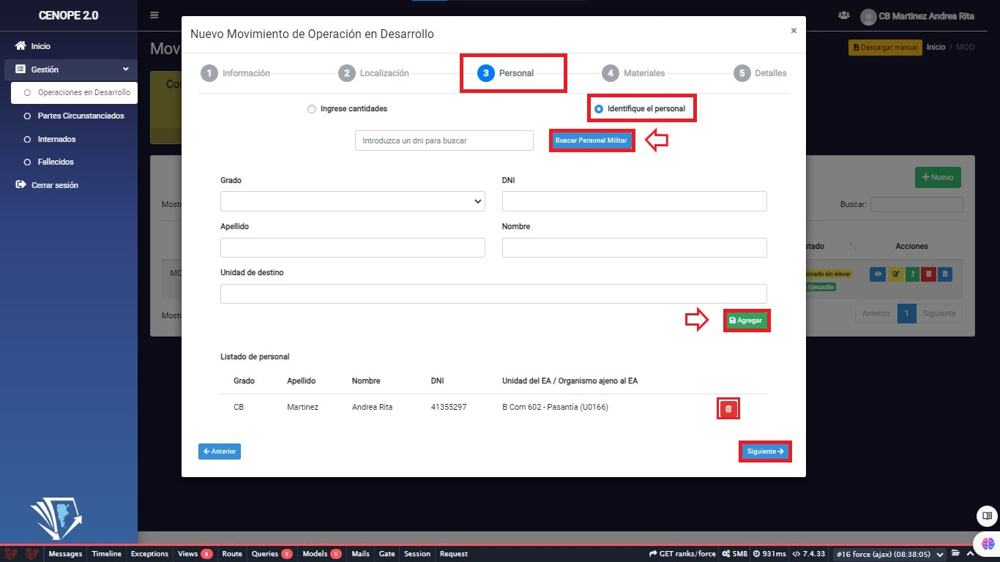 CENOPE 2.0
CB Martinez Andrea Rita
Inicio
Gestión
Operaciones en Desarrollo
Partes Circunstanciados
Internados
Fallecidos
Cerrar sesión
Mov
Descargar manual
Inicio / MOD
Nuevo Movimiento de Operación en Desarrollo
×
1 Información
2 Localización
3 Personal
4 Materiales
5 Detalles
Ingrese cantidades
Identifique el personal
Introduzca un dni para buscar
Buscar Personal Militar
Grado
DNI
Apellido
Nombre
Unidad de destino
Agregar
Listado de personal
Grado Apellido Nombre DNI Unidad del EA / Organismo ajeno al EA
CB Martinez Andrea Rita 41355297 B Com 602 - Pasantía (U0166)
Anterior
Siguiente
Nuevo
Buscar:
stado
Acciones
onado sin elevar
Ejecución
Anterior 1 Siguiente
Messages Timeline Exceptions Views 8 Route Queries 5 Models 5 Mails Gate Session Request
GET ranks/force 5MB 931ms 7.4.33 #16 force (ajax) (08:38:05)